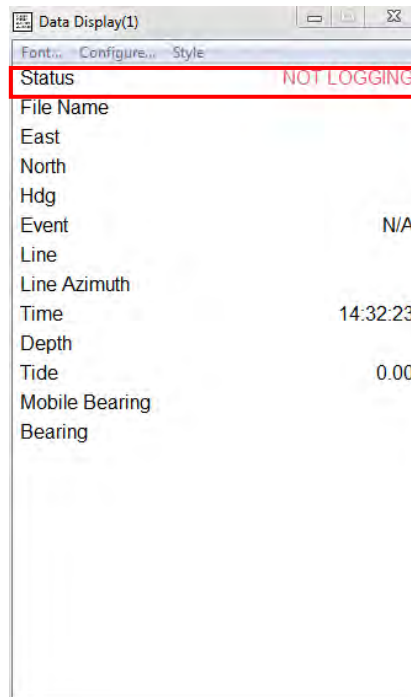 Data Display(1)
Font... Configure... Style
Status NOT LOGGING
File Name
East
North
Hdg
Event N/A
Line
Line Azimuth
Time 14:32:23
Depth
Tide 0.00
Mobile Bearing
Bearing